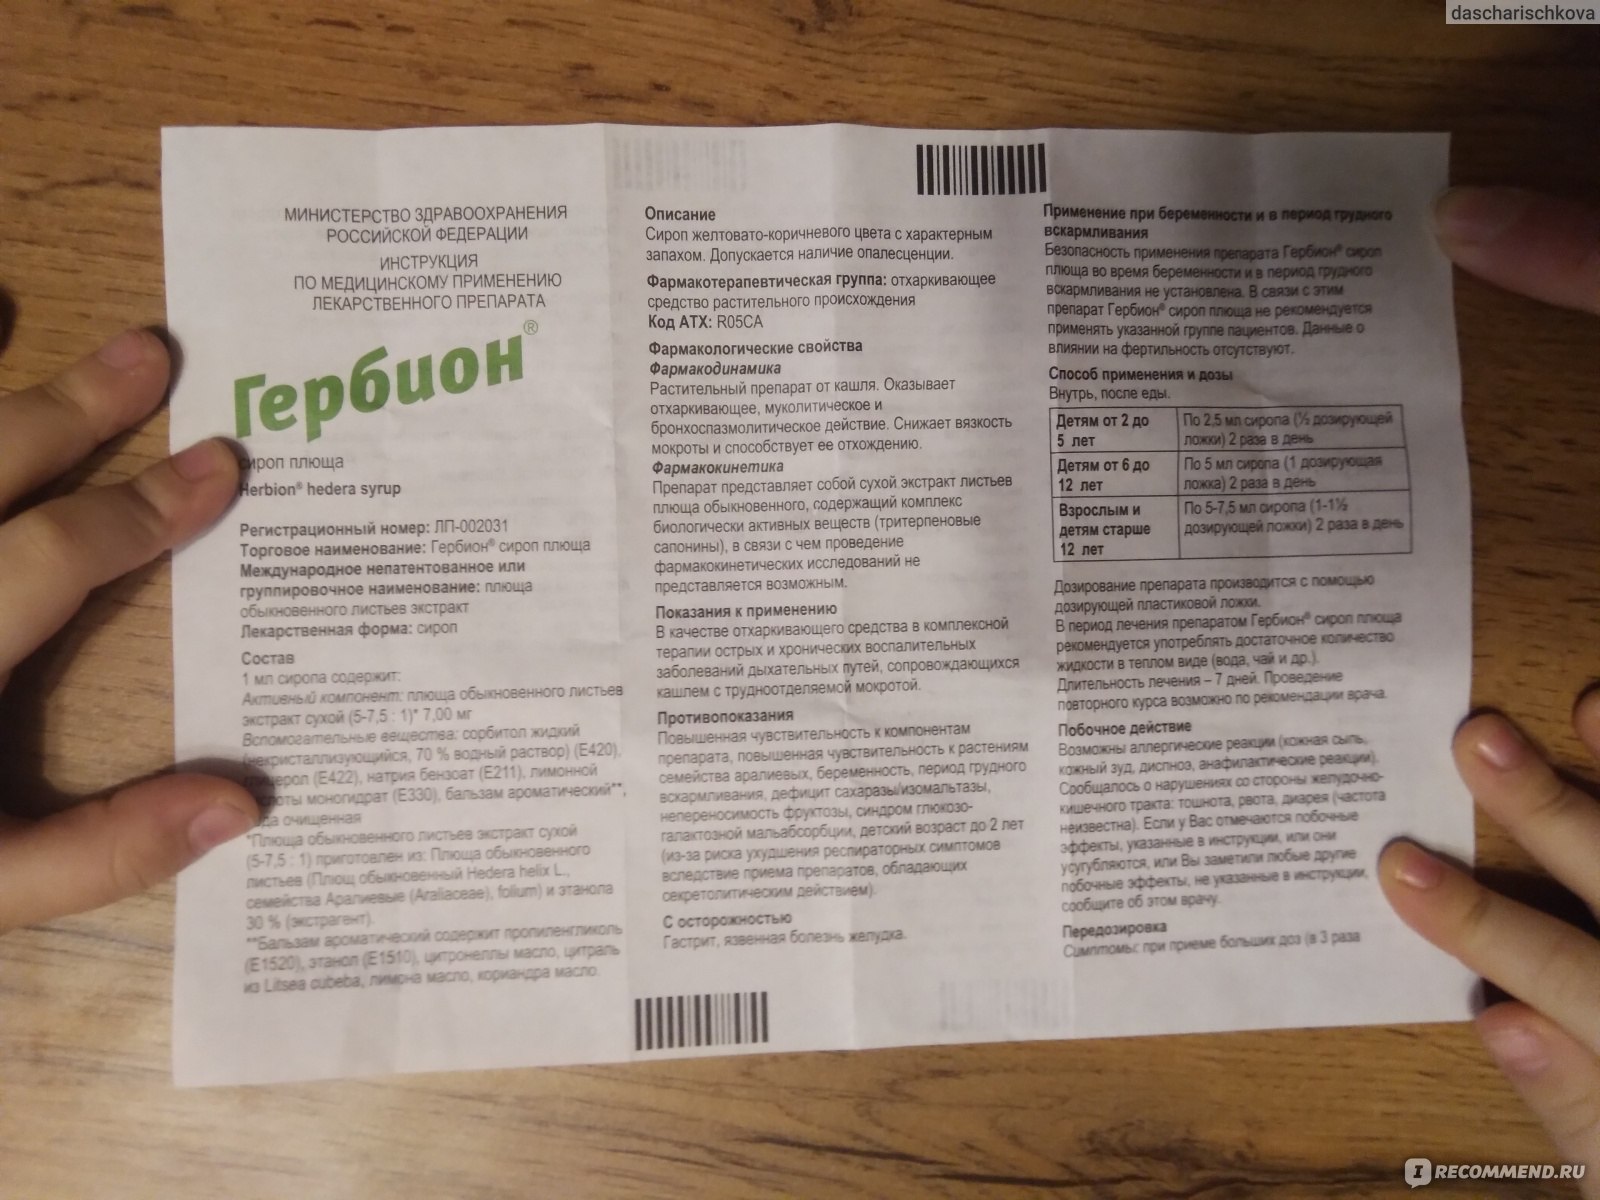 dascharischkova
МИНИСТЕРСТВО ЗДРАВООХРАНЕНИЯ
РОССИЙСКОЙ ФЕДЕРАЦИИ
ИНСТРУКЦИЯ
ПО МЕДИЦИНСКОМУ ПРИМЕНЕНИЮ
ЛЕКАРСТВЕННОГО ПРЕПАРАТА
Гербион®
сироп плюща
Herbion® hedera syrup
Регистрационный номер: ЛП-002031
Торговое наименование: Гербион® сироп плюща
Международное непатентованное или
группировочное наименование: плюща
обыкновенного листьев экстракт
Лекарственная форма: сироп
Состав
1 мл сиропа содержит:
Активный компонент: плюща обыкновенного листьев
экстракт сухой (5-7,5 : 1)* 7,00 мг
Вспомогательные вещества: сорбитол жидкий
(некристаллизующийся, 70 % водный раствор) (Е420),
глицерол (Е422), натрия бензоат (Е211), лимонной
кислоты моногидрат (Е330), бальзам ароматический**,
вода очищенная
*Плюща обыкновенного листьев экстракт сухой
(5-7,5 : 1) приготовлен из: Плюща обыкновенного
листьев (Плющ обыкновенный Hedera helix L.,
семейства Аралиевые (Araliaceae), folium) и этанола
30 % (экстрагент).
**Бальзам ароматический содержит пропиленгликоль
(Е1520), этанол (Е1510), цитронеллы масло, цитраль
из Litsea cubeba, лимона масло, кориандра масло.
Описание
Сироп желтовато-коричневого цвета с характерным
запахом. Допускается наличие опалесценции.
Фармакотерапевтическая группа: отхаркивающее
средство растительного происхождения
Код АТХ: R05CA
Фармакологические свойства
Фармакодинамика
Растительный препарат от кашля. Оказывает
отхаркивающее, муколитическое и
бронхоспазмолитическое действие. Снижает вязкость
мокроты и способствует ее отхождению.
Фармакокинетика
Препарат представляет собой сухой экстракт листьев
плюща обыкновенного, содержащий комплекс
биологически активных веществ (тритерпеновые
сапонины), в связи с чем проведение
фармакокинетических исследований не
представляется возможным.
Показания к применению
В качестве отхаркивающего средства в комплексной
терапии острых и хронических воспалительных
заболеваний дыхательных путей, сопровождающихся
кашлем с трудноотделяемой мокротой.
Противопоказания
Повышенная чувствительность к компонентам
препарата, повышенная чувствительность к растениям
семейства аралиевых, беременность, период грудного
вскармливания, дефицит сахаразы/изомальтазы,
непереносимость фруктозы, синдром глюкозо-
галактозной мальабсорбции, детский возраст до 2 лет
(из-за риска ухудшения респираторных симптомов
вследствие приема препаратов, обладающих
секретолитическим действием).
С осторожностью
Гастрит, язвенная болезнь желудка.
Применение при беременности и в период грудного
вскармливания
Безопасность применения препарата Гербион® сироп
плюща во время беременности и в период грудного
вскармливания не установлена. В связи с этим
препарат Гербион® сироп плюща не рекомендуется
применять указанной группе пациентов. Данные о
влиянии на фертильность отсутствуют.
Способ применения и дозы
Внутрь, после еды.
Детям от 2 до
5 лет
По 2,5 мл сиропа (½ дозирующей
ложки) 2 раза в день
Детям от 6 до
12 лет
По 5 мл сиропа (1 дозирующая
ложка) 2 раза в день
Взрослым и
детям старше
12 лет
По 5-7,5 мл сиропа (1-1½
дозирующей ложки) 2 раза в день
Дозирование препарата производится с помощью
дозирующей пластиковой ложки.
В период лечения препаратом Гербион® сироп плюща
рекомендуется употреблять достаточное количество
жидкости в теплом виде (вода, чай и др.).
Длительность лечения – 7 дней. Проведение
повторного курса возможно по рекомендации врача.
Побочное действие
Возможны аллергические реакции (кожная сыпь,
кожный зуд, диспноэ, анафилактические реакции).
Сообщалось о нарушениях со стороны желудочно-
кишечного тракта: тошнота, рвота, диарея (частота
неизвестна). Если у Вас отмечаются побочные
эффекты, указанные в инструкции, или они
усугубляются, или Вы заметили любые другие
побочные эффекты, не указанные в инструкции,
сообщите об этом врачу.
Передозировка
Симптомы: при приеме больших доз (в 3 раза
RECOMMEND.RU